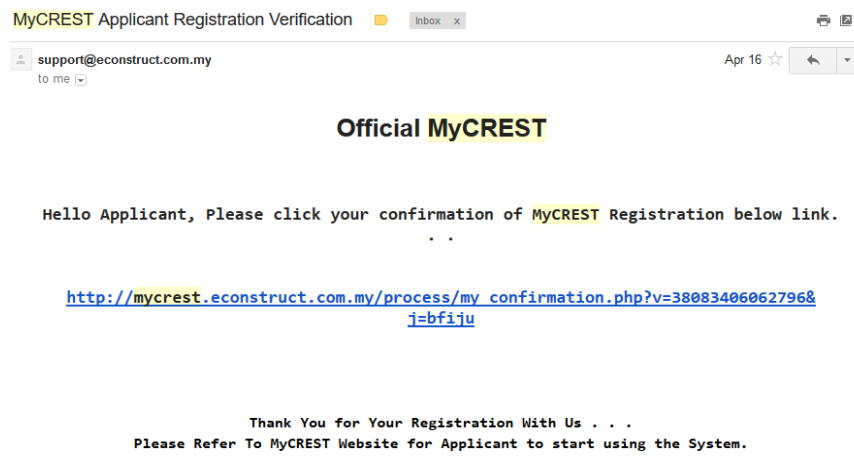 MyCREST Applicant Registration Verification
Inbox x
support@econstruct.com.my
Apr 16
to me
Official MyCREST
Hello Applicant, Please click your confirmation of MyCREST Registration below link.
. .
http://mycrest.econstruct.com.my/process/my_confirmation.php?v=38083406062796&
j=bfiju
Thank You for Your Registration With Us . . .
Please Refer To MyCREST Website for Applicant to start using the System.